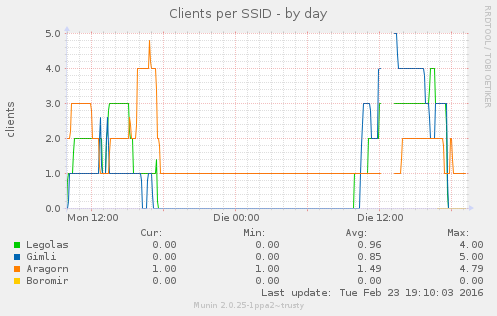 Clients per SSID - by day
RRDTOOL / TOBI OETIKER
clients
5.0
4.0
3.0
2.0
1.0
0.0
Mon 12:00 Die 00:00 Die 12:00
Cur: Min: Avg: Max:
Legolas 0.00 0.00 0.96 4.00
Gimli 0.00 0.00 0.85 5.00
Aragorn 1.00 1.00 1.49 4.79
Boromir 0.00 0.00 0.00 0.00
Last update: Tue Feb 23 19:10:03 2016
Munin 2.0.25-1ppa2~trusty